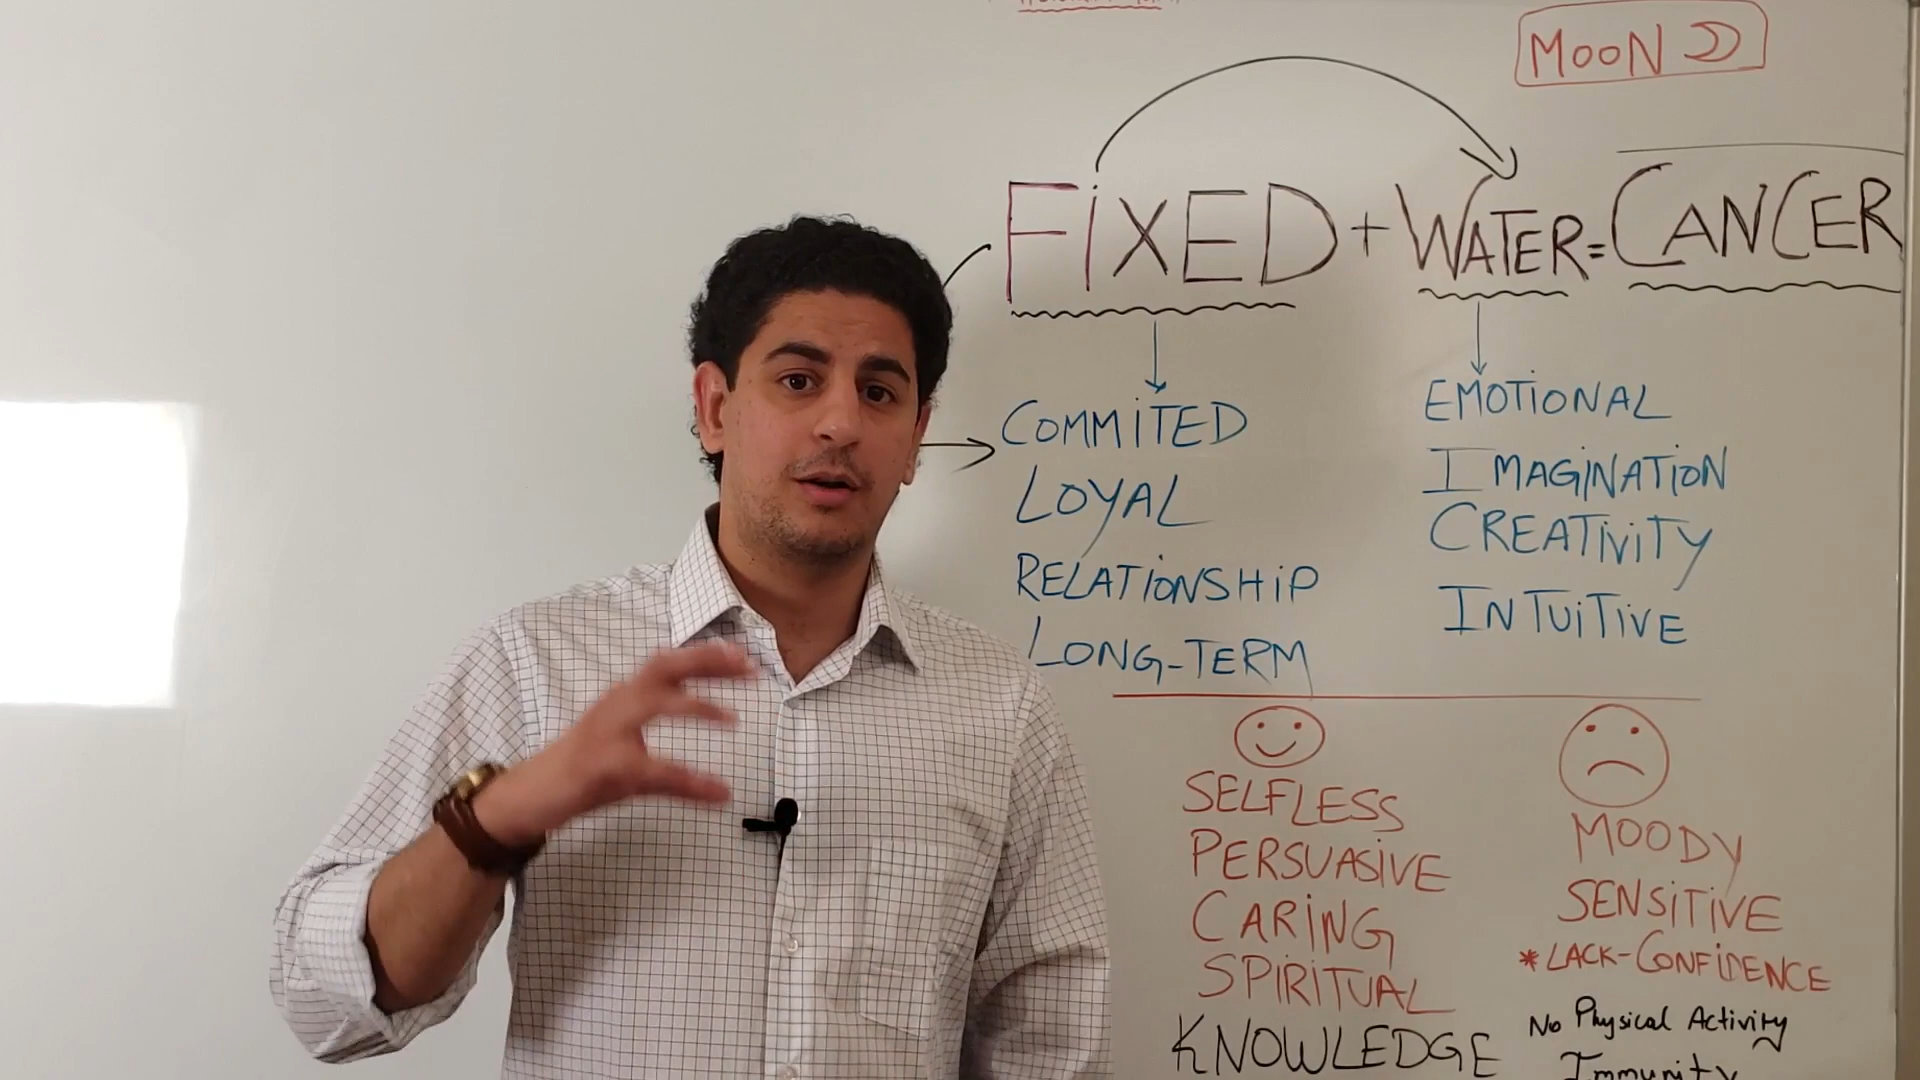 MOON
FIXED + WATER = CANCER
COMMITED
LOYAL
RELATIONSHIP
LONG-TERM
EMOTIONAL
IMAGINATION
CREATIVITY
INTUITIVE
SELFLESS
PERSUASIVE
CARING
SPIRITUAL
KNOWLEDGE
MOODY
SENSITIVE
*LACK-CONFIDENCE
No Physical Activity
Immunity